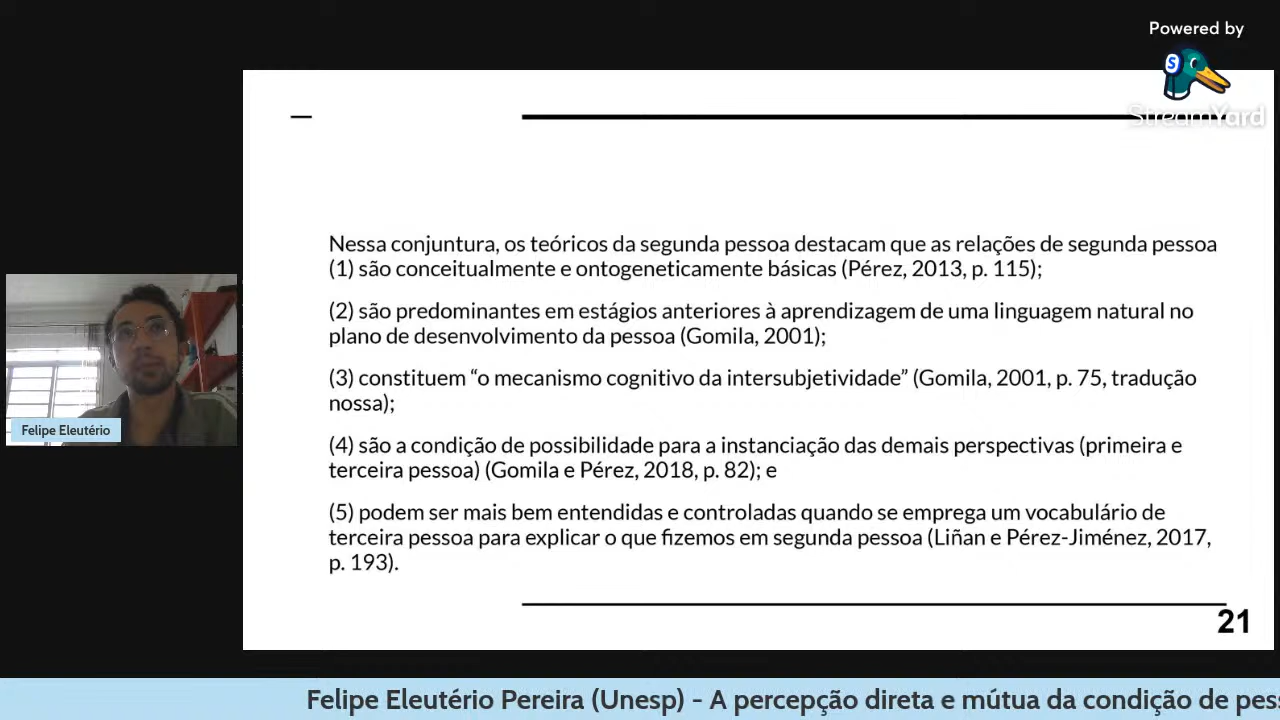 Powered by
StreamYard
Nessa conjuntura, os teóricos da segunda pessoa destacam que as relações de segunda pessoa
(1) são conceitualmente e ontogeneticamente básicas (Pérez, 2013, p. 115);
(2) são predominantes em estágios anteriores à aprendizagem de uma linguagem natural no
plano de desenvolvimento da pessoa (Gomila, 2001);
(3) constituem “o mecanismo cognitivo da intersubjetividade” (Gomila, 2001, p. 75, tradução
nossa);
(4) são a condição de possibilidade para a instanciação das demais perspectivas (primeira e
terceira pessoa) (Gomila e Pérez, 2018, p. 82); e
(5) podem ser mais bem entendidas e controladas quando se emprega um vocabulário de
terceira pessoa para explicar o que fizemos em segunda pessoa (Liñan e Pérez-Jiménez, 2017,
p. 193).
21
Felipe Eleutério
Felipe Eleutério Pereira (Unesp) - A percepção direta e mútua da condição de pes